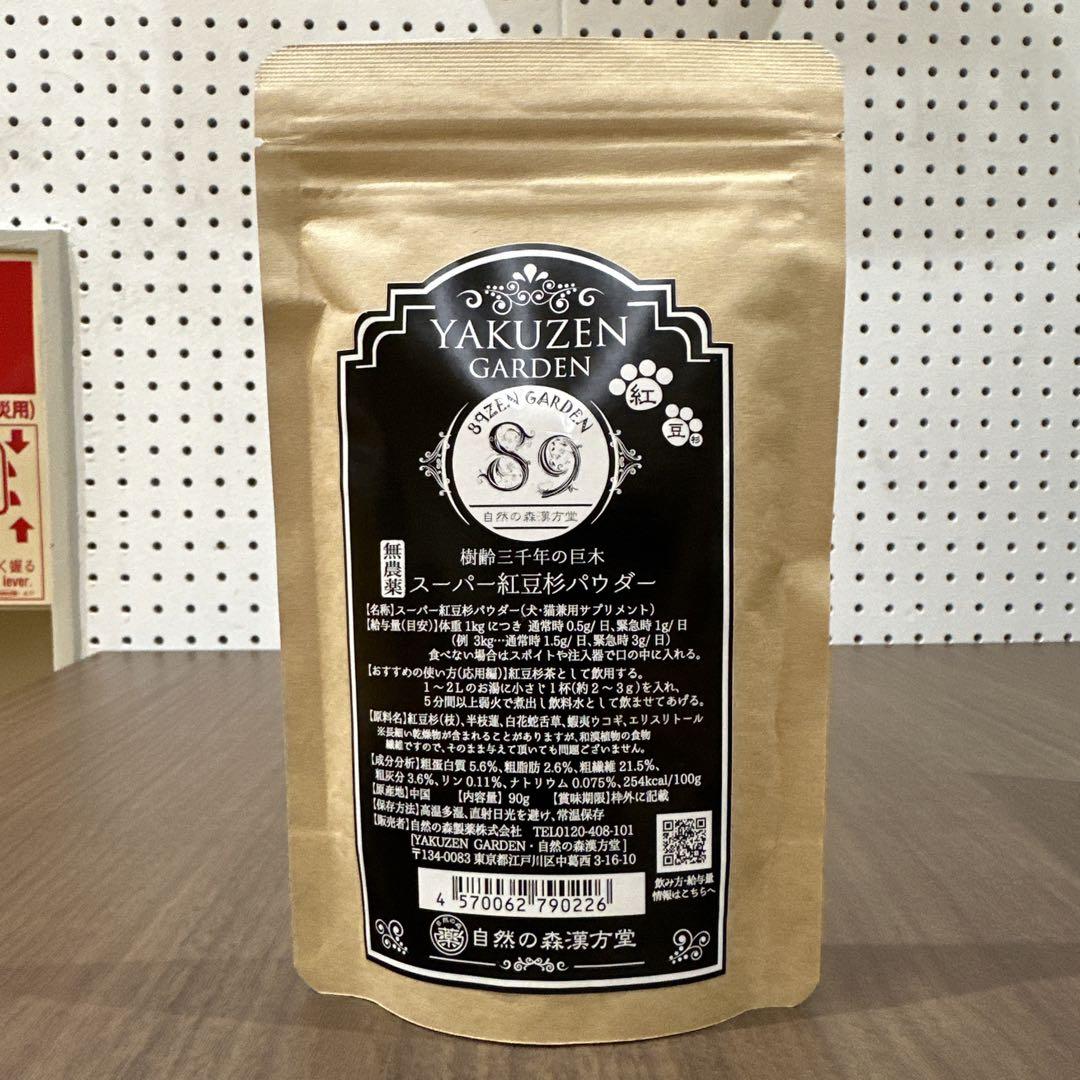 YAKUZEN
GARDEN
紅
豆
杉
89ZEN GARDEN
89
自然の森漢方堂
樹齢三千年の巨木
無農薬
スーパー紅豆杉パウダー
【名称】スーパー紅豆杉パウダー(犬・猫兼用サプリメント)
【給与量(目安)】体重1kgにつき 通常時0.5g/日、緊急時1g/日
(例 3kg…通常時1.5g/日、緊急時3g/日)
食べない場合はスポイトや注入器で口の中に入れる。
【おすすめの使い方(応用編)】紅豆杉茶として飲用する。
1～2Lのお湯に小さじ1杯(約2～3g)を入れ、
5分間以上弱火で煮出し飲料水として飲ませてあげる。
【原料名】紅豆杉(枝)、半枝蓮、白花蛇舌草、蝦夷ウコギ、エリスリトール
※長細い乾燥物が含まれることがありますが、和漢植物の食物
繊維ですので、そのまま与えて頂いても問題ございません。
【成分分析】粗蛋白質5.6%、粗脂肪2.6%、粗繊維21.5%、
粗灰分3.6%、リン0.11%、ナトリウム0.075%、254kcal/100g
【原産地】中国 【内容量】90g 【賞味期限】枠外に記載
【保存方法】高温多湿、直射日光を避け、常温保存
【販売者】自然の森製薬株式会社 TEL0120-408-101
[YAKUZEN GARDEN・自然の森漢方堂]
〒134-0083 東京都江戸川区中葛西3-16-10
飲み方・給与量
情報はこちらへ
4 570062 790226
自然の森
薬
自然の森漢方堂
災用)
く握る
lever.